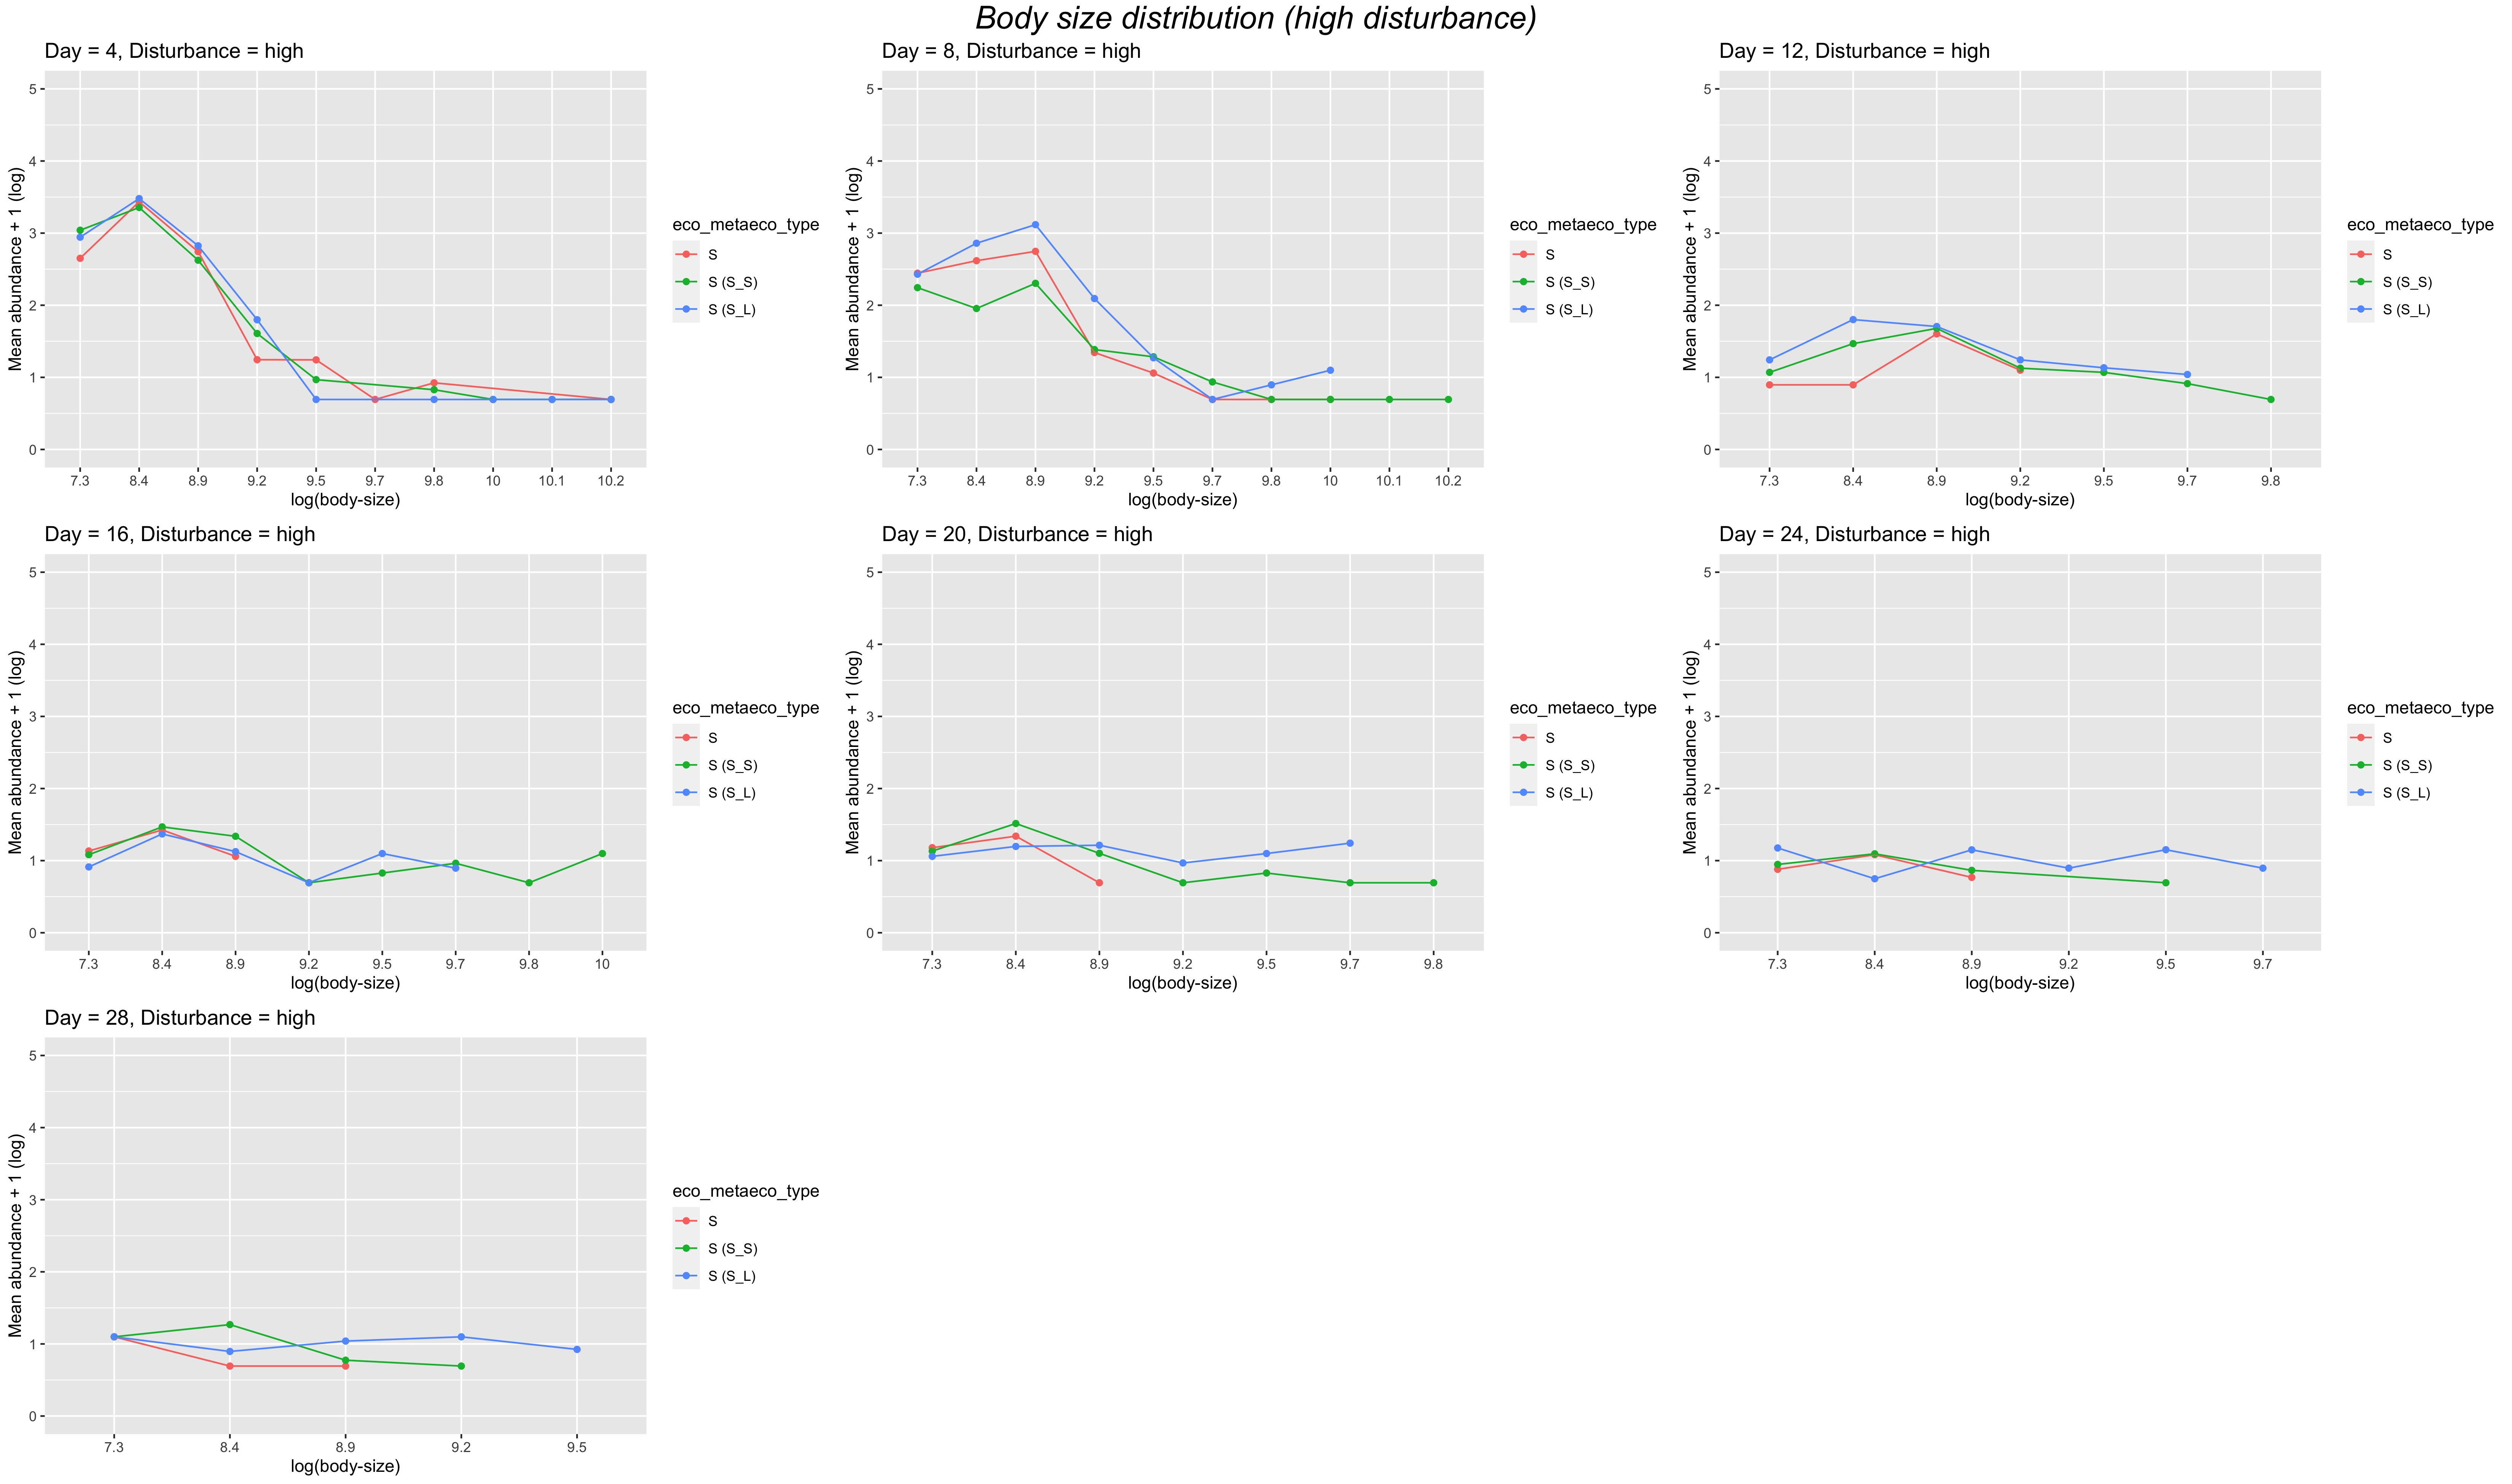 Body size distribution (high disturbance)
Day = 4, Disturbance = high
Mean abundance + 1 (log)
5
4
3
2
1
0
7.3 8.4 8.9 9.2 9.5 9.7 9.8 10 10.1 10.2
log(body-size)
eco_metaeco_type
S
S (S_S)
S (S_L)
Day = 8, Disturbance = high
Mean abundance + 1 (log)
5
4
3
2
1
0
7.3 8.4 8.9 9.2 9.5 9.7 9.8 10 10.1 10.2
log(body-size)
eco_metaeco_type
S
S (S_S)
S (S_L)
Day = 12, Disturbance = high
Mean abundance + 1 (log)
5
4
3
2
1
0
7.3 8.4 8.9 9.2 9.5 9.7 9.8
log(body-size)
eco_metaeco_type
S
S (S_S)
S (S_L)
Day = 16, Disturbance = high
Mean abundance + 1 (log)
5
4
3
2
1
0
7.3 8.4 8.9 9.2 9.5 9.7 9.8 10
log(body-size)
eco_metaeco_type
S
S (S_S)
S (S_L)
Day = 20, Disturbance = high
Mean abundance + 1 (log)
5
4
3
2
1
0
7.3 8.4 8.9 9.2 9.5 9.7 9.8
log(body-size)
eco_metaeco_type
S
S (S_S)
S (S_L)
Day = 24, Disturbance = high
Mean abundance + 1 (log)
5
4
3
2
1
0
7.3 8.4 8.9 9.2 9.5 9.7
log(body-size)
eco_metaeco_type
S
S (S_S)
S (S_L)
Day = 28, Disturbance = high
Mean abundance + 1 (log)
5
4
3
2
1
0
7.3 8.4 8.9 9.2 9.5
log(body-size)
eco_metaeco_type
S
S (S_S)
S (S_L)